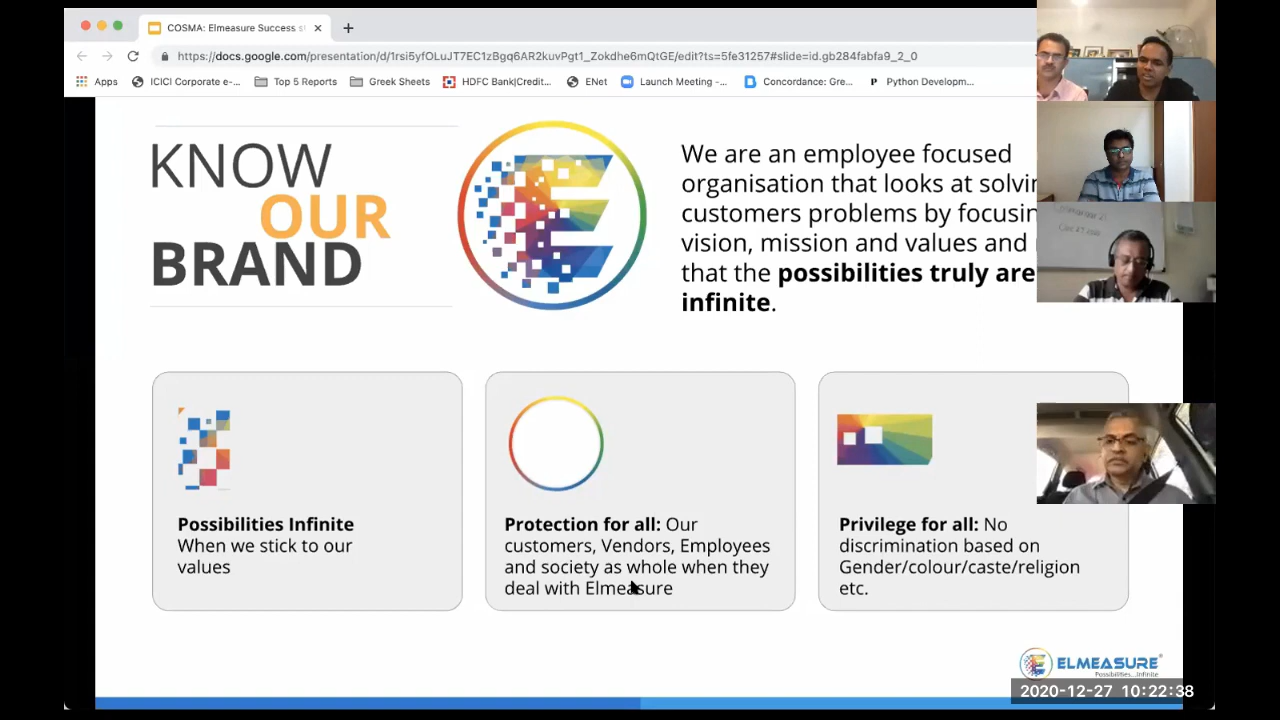 COSMA: Elmeasure Success s
https://docs.google.com/presentation/d/1rsi5yfOLuJT7EC1zBgq6AR2kuvPgt1_Zokdhe6mQtGE/edit?ts=5fe31257#slide=id.gb284fabfa9_2_0
Apps ICICI Corporate e-... Top 5 Reports Greek Sheets HDFC Bank|Credit... ENet Launch Meeting -... Concordance: Gre... Python Developm...
KNOW
OUR
BRAND
We are an employee focused
organisation that looks at solvin
customers problems by focusin
vision, mission and values and
that the possibilities truly are
infinite.
Possibilities Infinite
When we stick to our
values
Protection for all: Our
customers, Vendors, Employees
and society as whole when they
deal with Elmeasure
Privilege for all: No
discrimination based on
Gender/colour/caste/religion
etc.
ELMEASURE
Possibilities...Infinite
2020-12-27 10:22:38